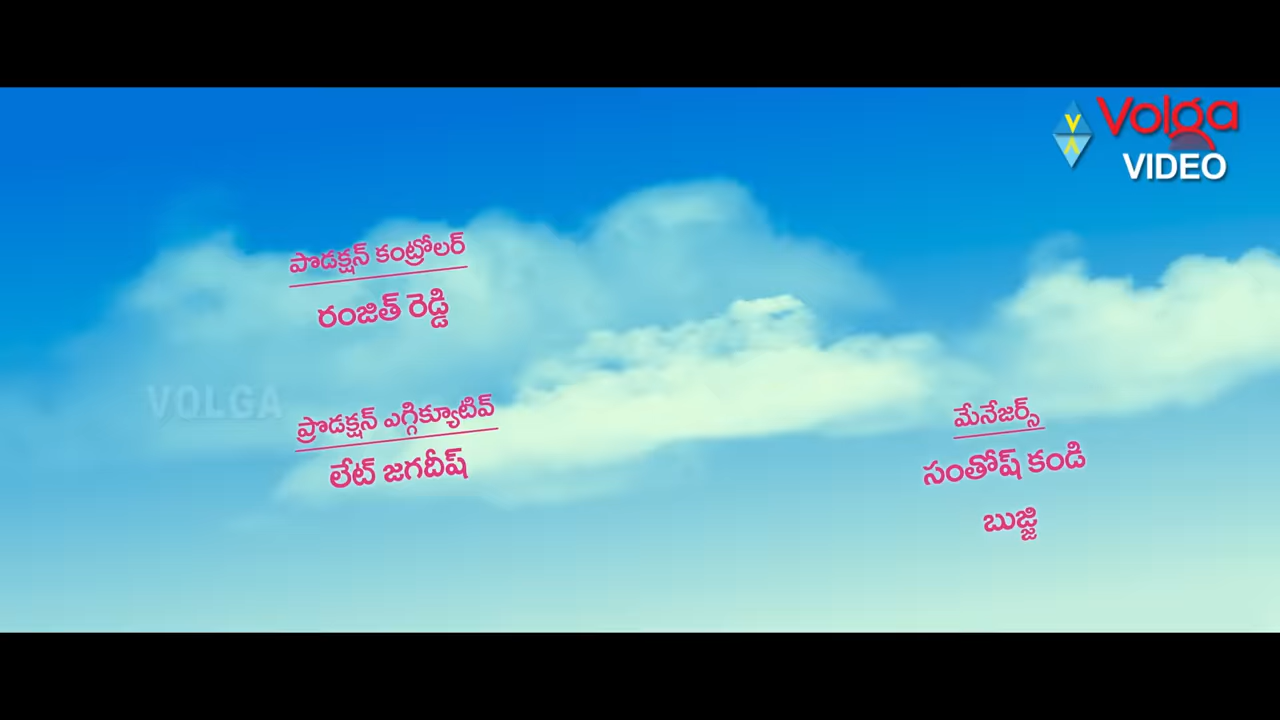 Volga
VIDEO
పొడక్షన్ కంట్రోలర్
రంజిత్ రెడ్డి
VOLGA
ప్రొడక్షన్ ఎగ్గిక్యూటివ్
లేట్ జగదీష్
మేనేజర్స్
సంతోష్ కండి
బుజ్జి